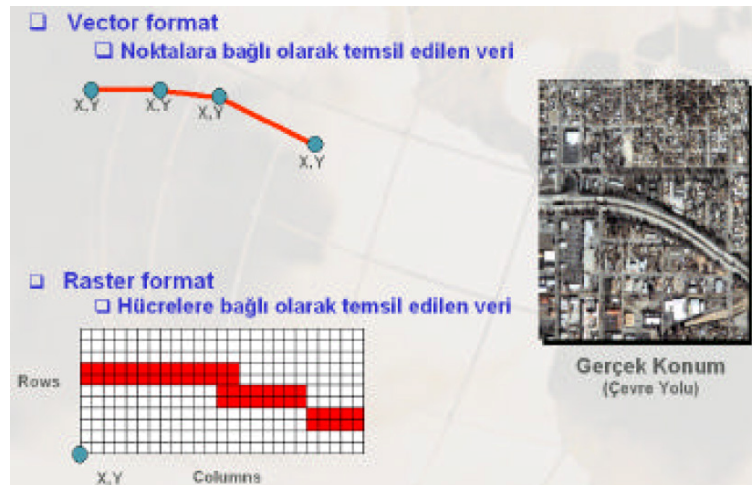 Vector format
Noktalara bağlı olarak temsil edilen veri
X,Y
X,Y
X,Y
X,Y
Raster format
Hücrelere bağlı olarak temsil edilen veri
Rows
X,Y
Columns
Gerçek Konum
(Çevre Yolu)